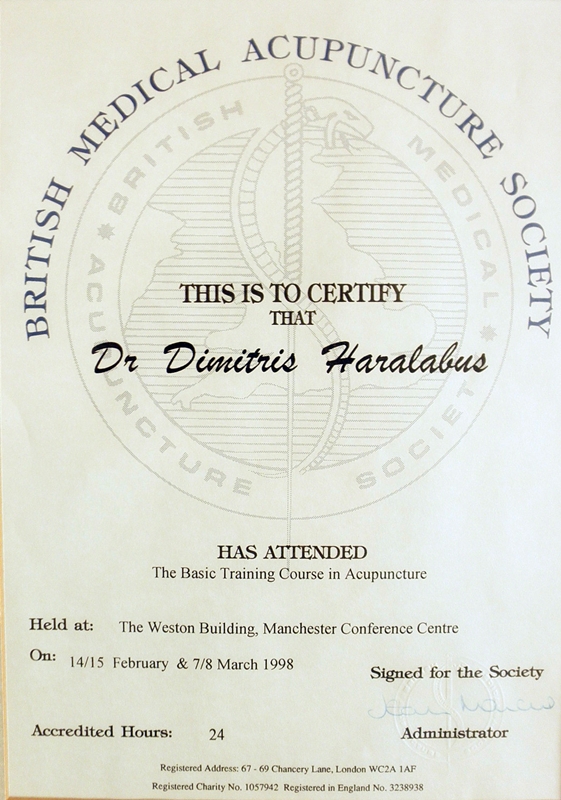 BRITISH MEDICAL ACUPUNCTURE SOCIETY
BRITISH MEDICAL
ACUPUNCTURE SOCIETY
THIS IS TO CERTIFY
THAT
Dr Dimitris Haralabus
HAS ATTENDED
The Basic Training Course in Acupuncture
Held at: The Weston Building, Manchester Conference Centre
On: 14/15 February & 7/8 March 1998
Signed for the Society
Accredited Hours: 24
Administrator
Registered Address: 67 - 69 Chancery Lane, London WC2A 1AF
Registered Charity No. 1057942 Registered in England No. 3238938